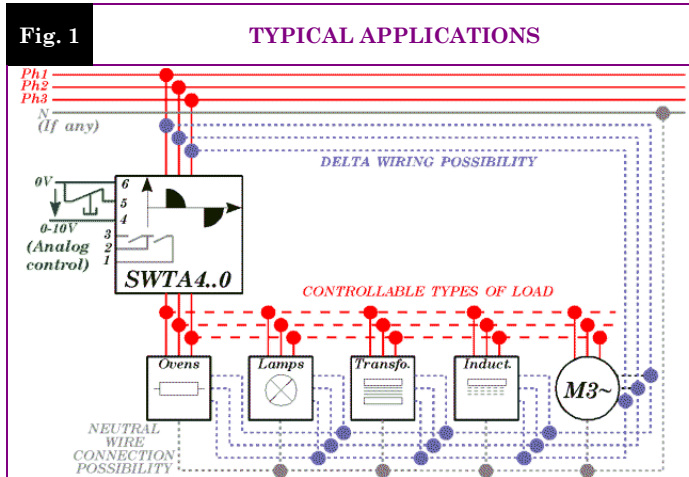 Fig. 1
TYPICAL APPLICATIONS
Ph1
Ph2
Ph3
N
(If any)
DELTA WIRING POSSIBILITY
0V
6
5
4
0-10V
(Analog
control)
3
2
1
SWTA4..0
CONTROLLABLE TYPES OF LOAD
Ovens
Lamps
Transfo.
Induct.
M3~
NEUTRAL
WIRE
CONNECTION
POSSIBILITY